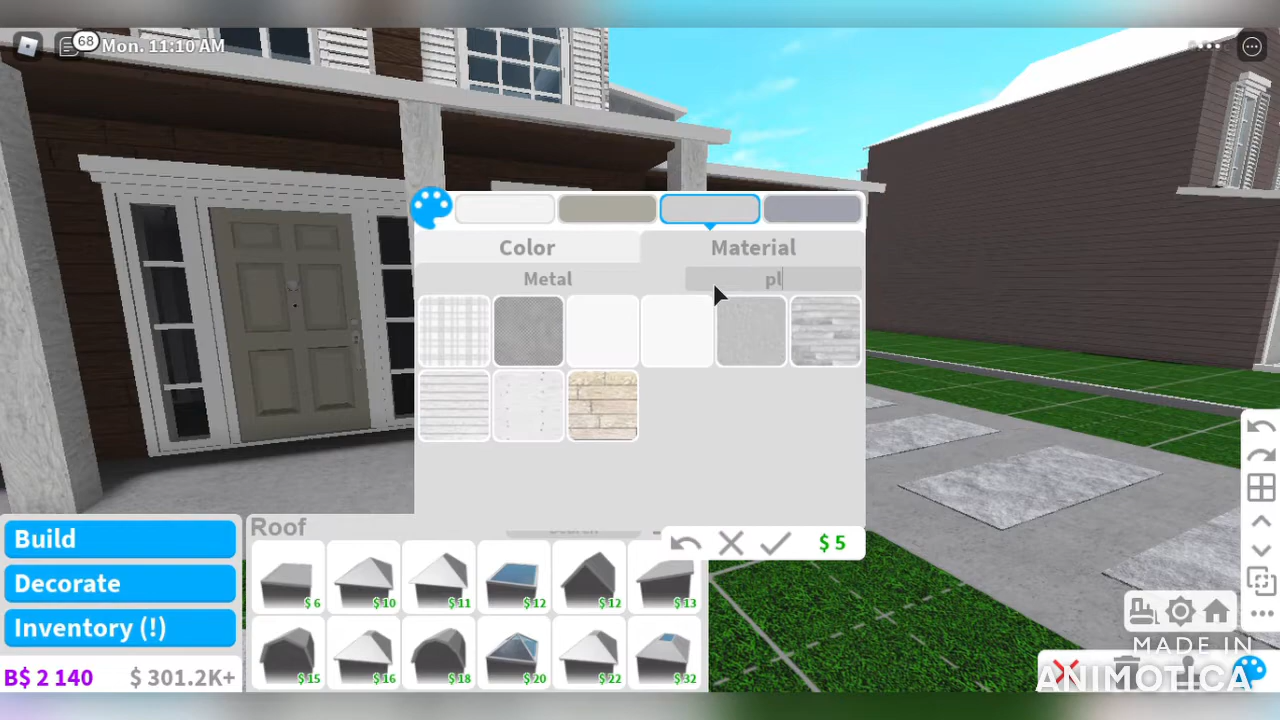 68 Mon. 11:10 AM
Color Material
Metal pl
Roof
$ 5
Build
Decorate
Inventory (!)
B$ 2 140 $ 301.2K+
$ 6 $ 10 $ 11 $ 12 $ 12 $ 13
$ 15 $ 16 $ 18 $ 20 $ 22 $ 32
MADE IN
ANIMOTICA